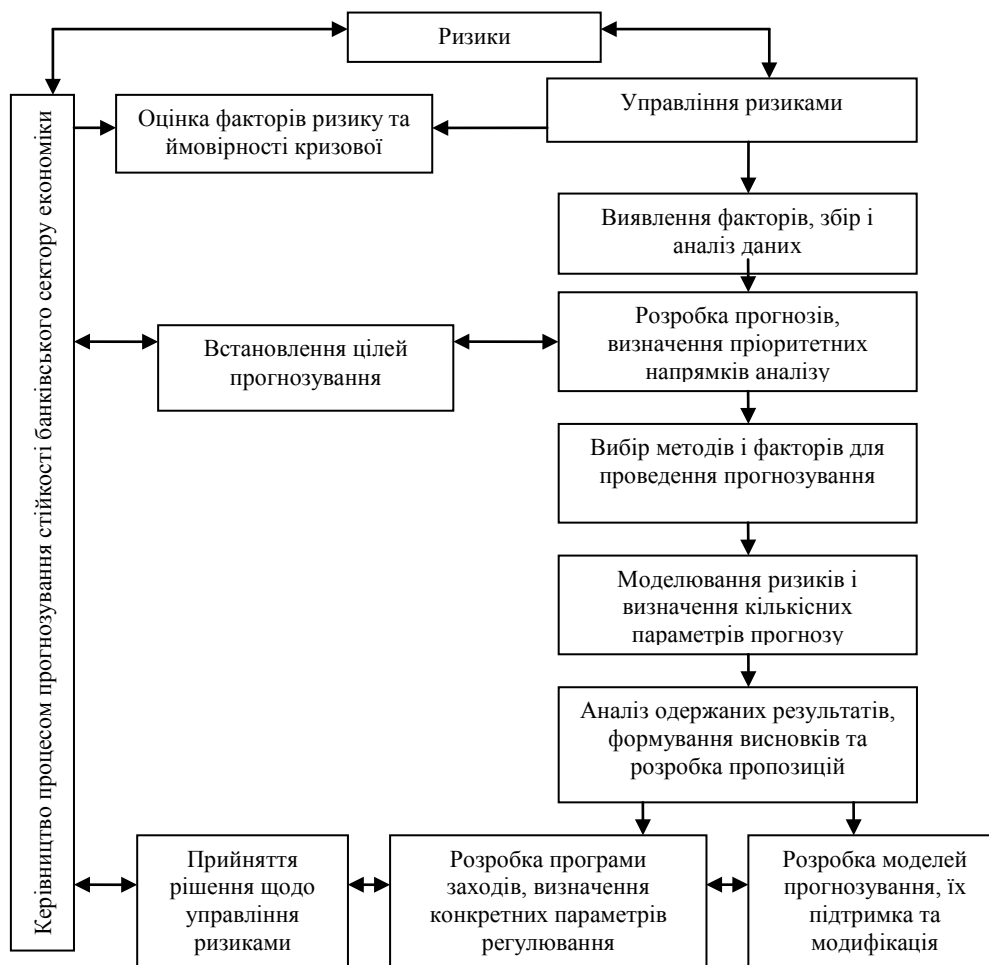 Ризики
Керівництво процесом прогнозування стійкості банківського сектору економіки
Управління ризиками
Оцінка факторів ризику та
ймовірності кризової
Виявлення факторів, збір і
аналіз даних
Встановлення цілей
прогнозування
Розробка прогнозів,
визначення пріоритетних
напрямків аналізу
Вибір методів і факторів для
проведення прогнозування
Моделювання ризиків і
визначення кількісних
параметрів прогнозу
Аналіз одержаних результатів,
формування висновків та
розробка пропозицій
Прийняття
рішення щодо
управління
ризиками
Розробка програми
заходів, визначення
конкретних параметрів
регулювання
Розробка моделей
прогнозування, їх
підтримка та
модифікація